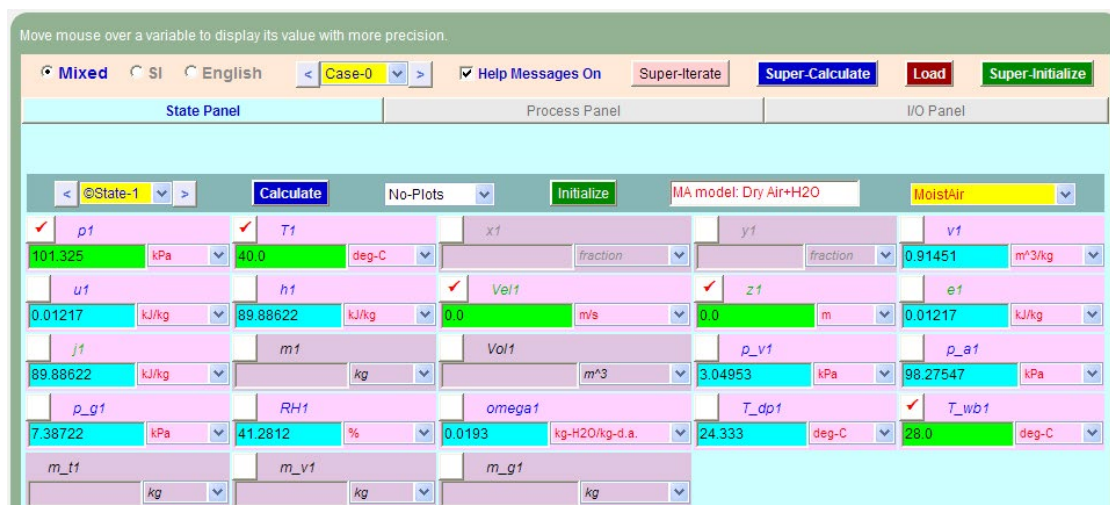 Move mouse over a variable to display its value with more precision.
Mixed SI English < Case-0 > Help Messages On Super-Iterate Super-Calculate Load Super-Initialize
State Panel Process Panel I/O Panel
< ©State-1 > Calculate No-Plots Initialize MA model: Dry Air+H2O MoistAir
p1 T1 x1 y1 v1
101.325 kPa 40.0 deg-C fraction fraction 0.91451 m^3/kg
u1 h1 Vel1 z1 e1
0.01217 kJ/kg 89.88622 kJ/kg 0.0 m/s 0.0 m 0.01217 kJ/kg
j1 m1 Vol1 p_v1 p_a1
89.88622 kJ/kg kg m^3 3.04953 kPa 98.27547 kPa
p_g1 RH1 omega1 T_dp1 T_wb1
7.38722 kPa 41.2812 % 0.0193 kg-H2O/kg-d.a. 24.333 deg-C 28.0 deg-C
m_t1 m_v1 m_g1
kg kg kg